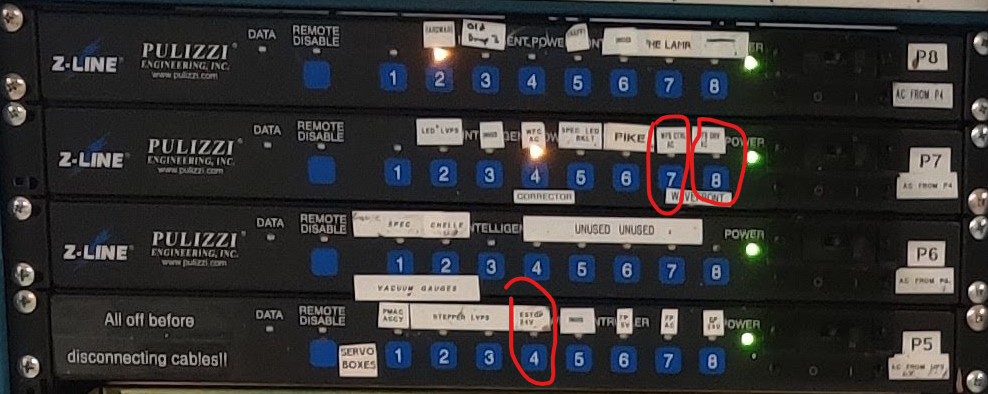 DATA
REMOTE DISABLE
HARDWARE
Old
THE LAMP
POWER
P8
Z-LINE
PULIZZI
ENGINEERING, INC.
www.pulizzi.com
1 2 3 4 5 6 7 8
AC FROM P4
DATA
REMOTE DISABLE
LED LVPS
WFC AC
SPEC LED BKLT
PIKE
WFS CTRL AC
POWER
P7
Z-LINE
PULIZZI
ENGINEERING, INC.
www.pulizzi.com
1 2 3 4 5 6 7 8
AC FROM P4
CORRECTOR
WAVEFRONT
DATA
REMOTE DISABLE
SPEC
INTELLIGEN
UNUSED UNUSED
POWER
P6
Z-LINE
PULIZZI
ENGINEERING, INC.
www.pulizzi.com
1 2 3 4 5 6 7 8
VACUUM GAUGES
All off before
disconnecting cables!!
DATA
REMOTE DISABLE
PMAC ACCY
STEPPER LVPS
ESTOP 24V
FP 5V
FP AC
POWER
P5
SERVO BOXES
1 2 3 4 5 6 7 8
AC FROM UPS